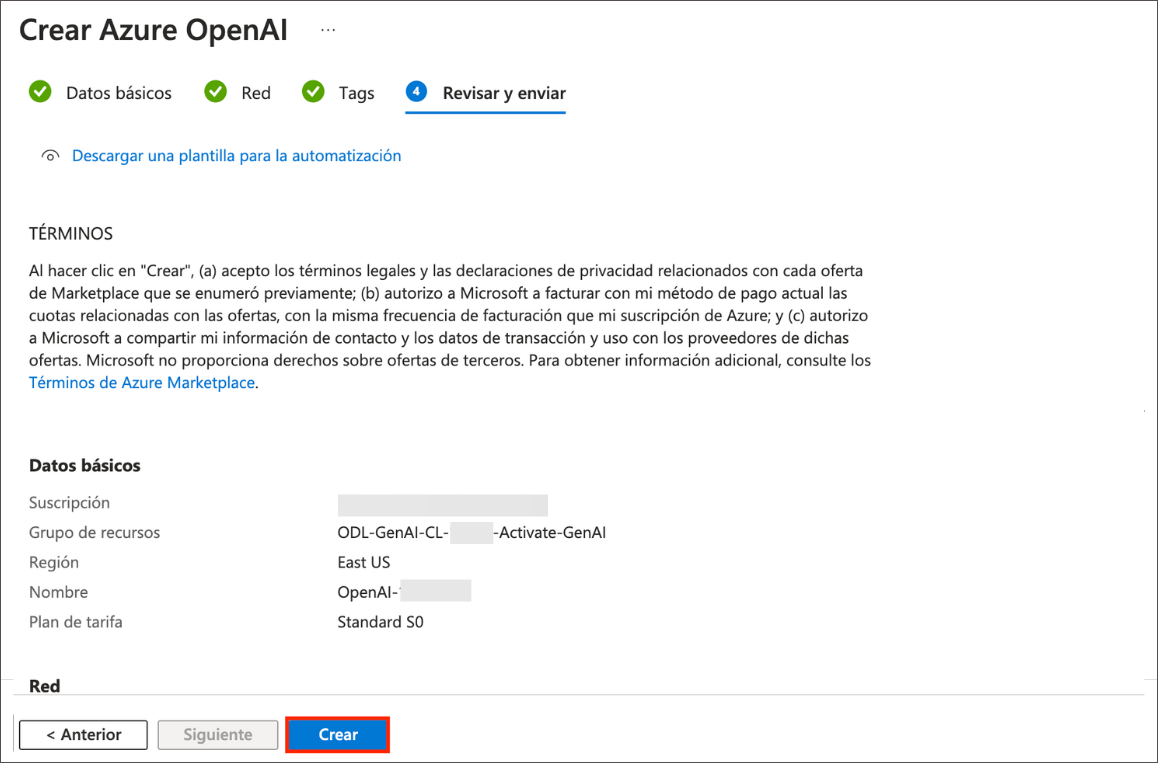 Crear Azure OpenAI ...
Datos básicos Red Tags 4 Revisar y enviar
Descargar una plantilla para la automatización
TÉRMINOS
Al hacer clic en "Crear", (a) acepto los términos legales y las declaraciones de privacidad relacionados con cada oferta
de Marketplace que se enumeró previamente; (b) autorizo a Microsoft a facturar con mi método de pago actual las
cuotas relacionadas con las ofertas, con la misma frecuencia de facturación que mi suscripción de Azure; y (c) autorizo
a Microsoft a compartir mi información de contacto y los datos de transacción y uso con los proveedores de dichas
ofertas. Microsoft no proporciona derechos sobre ofertas de terceros. Para obtener información adicional, consulte los
Términos de Azure Marketplace.
Datos básicos
Suscripción
Grupo de recursos ODL-GenAI-CL- -Activate-GenAI
Región East US
Nombre OpenAI-
Plan de tarifa Standard S0
Red
< Anterior Siguiente Crear